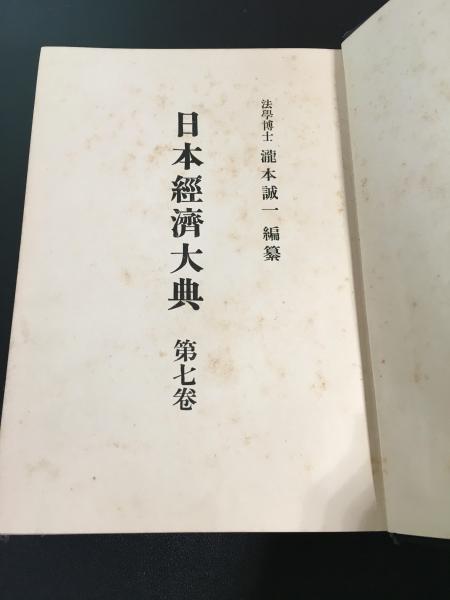 法學博士 瀧本誠一 編纂
日本經濟大典 第七卷